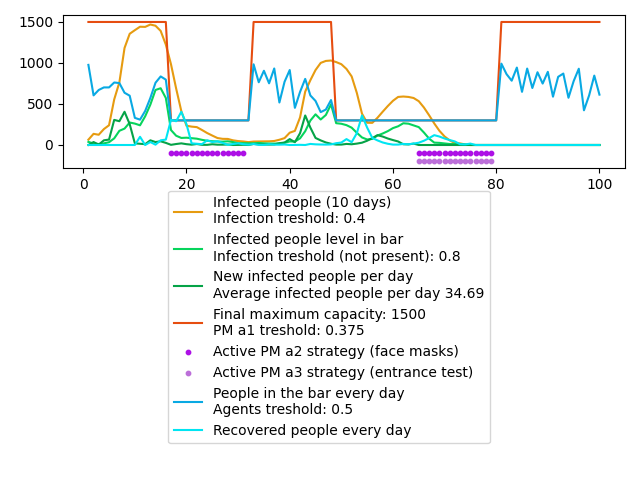 1500
1000
500
0
0
20
40
60
80
100
Infected people (10 days)
Infection treshold: 0.4
Infected people level in bar
Infection treshold (not present): 0.8
New infected people per day
Average infected people per day 34.69
Final maximum capacity: 1500
PM a1 treshold: 0.375
Active PM a2 strategy (face masks)
Active PM a3 strategy (entrance test)
People in the bar every day
Agents treshold: 0.5
Recovered people every day